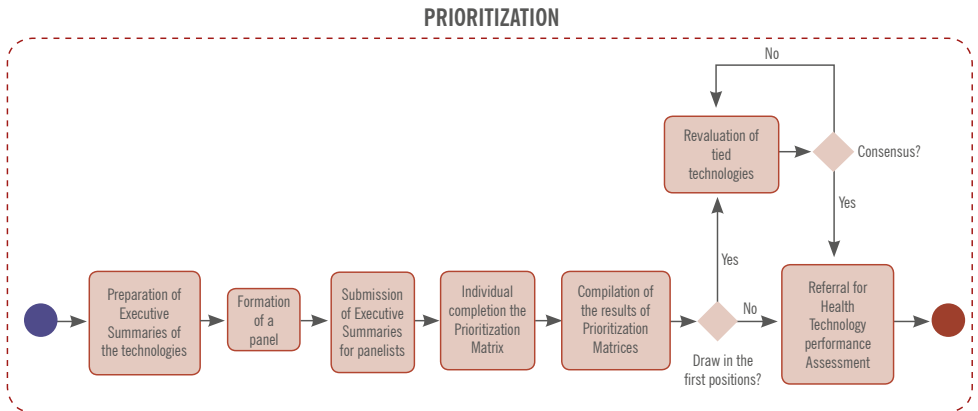 PRIORITIZATION
No
Revaluation of
tied
technologies
Consensus?
Yes
Yes
Preparation of
Executive
Summaries of
the technologies
Formation
of a
panel
Submission
of Executive
Summaries
for panelists
Individual
completion the
Prioritization
Matrix
Compilation of
the results of
Prioritization
Matrices
No
Draw in the
first positions?
Referral for
Health
Technology
performance
Assessment